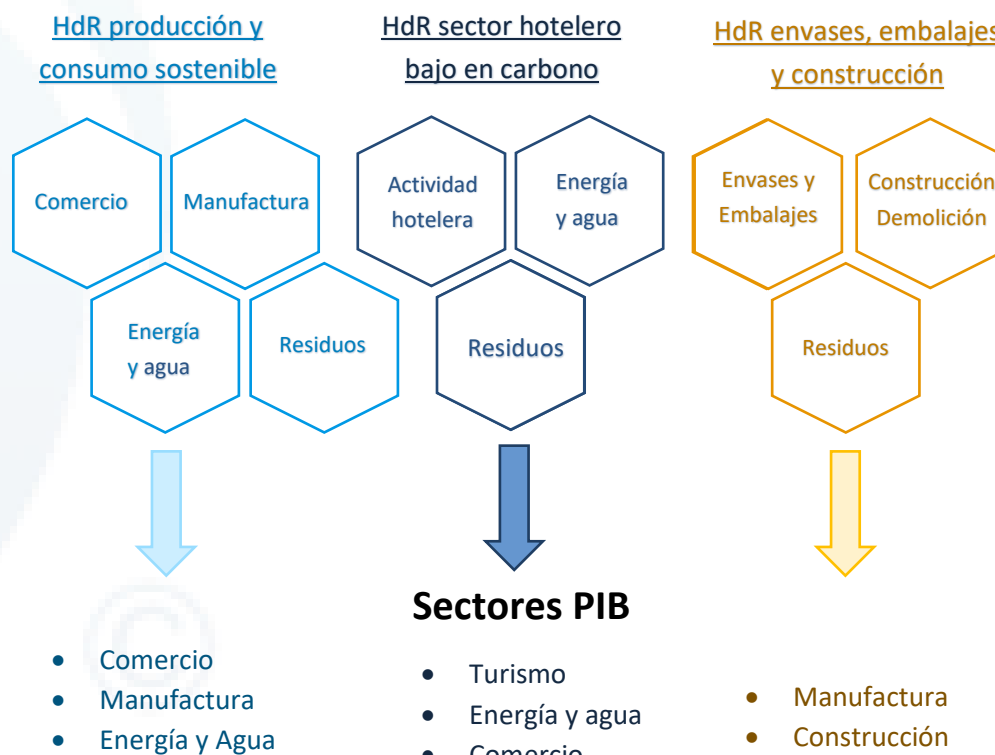 HdR producción y
consumo sostenible
Comercio
Manufactura
Energía
y agua
Residuos
HdR sector hotelero
bajo en carbono
Actividad
hotelera
Energía
y agua
Residuos
HdR envases, embalajes
y construcción
Envases y
Embalajes
Construcción
Demolición
Residuos
Sectores PIB
• Comercio
• Manufactura
• Energía y Agua
• Turismo
• Energía y agua
• Comercio
• Manufactura
• Construcción